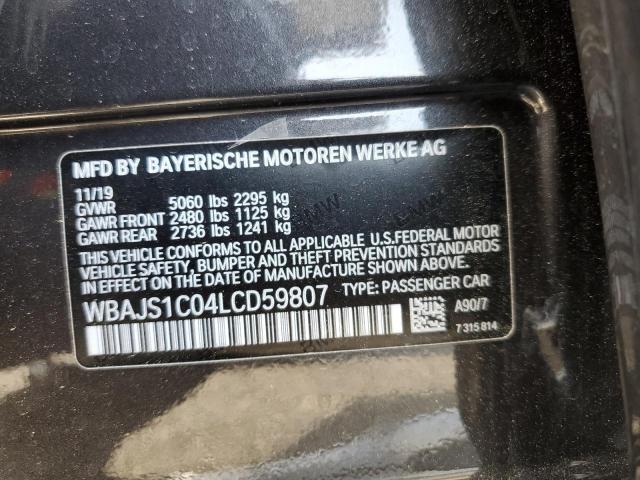 MFD BY BAYERISCHE MOTOREN WERKE AG
11/19
GVWR 5060 lbs 2295 kg
GAWR FRONT 2480 lbs 1125 kg
GAWR REAR 2736 lbs 1241 kg
THIS VEHICLE CONFORMS TO ALL APPLICABLE U.S.FEDERAL MOTOR
VEHICLE SAFETY, BUMPER AND THEFT PREVENTION STANDARDS
IN EFFECT ON THE DATE OF MANUFACTURE SHOWN ABOVE.
WBAJS1C04LCD59807 TYPE: PASSENGER CAR
A90/7
7 315 814